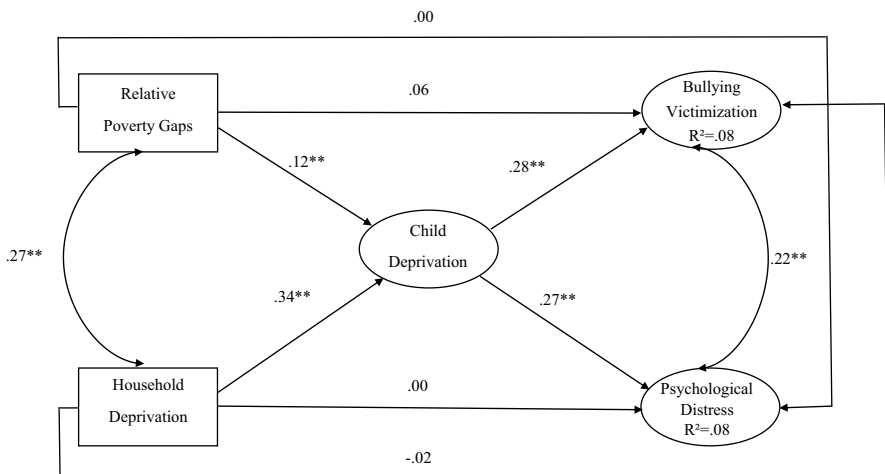 .00
Relative
Poverty Gaps
.06
Bullying
Victimization
R²=.08
.12**
.28**
Child
Deprivation
.27**
.22**
.34**
.27**
Household
Deprivation
.00
Psychological
Distress
R²=.08
-.02